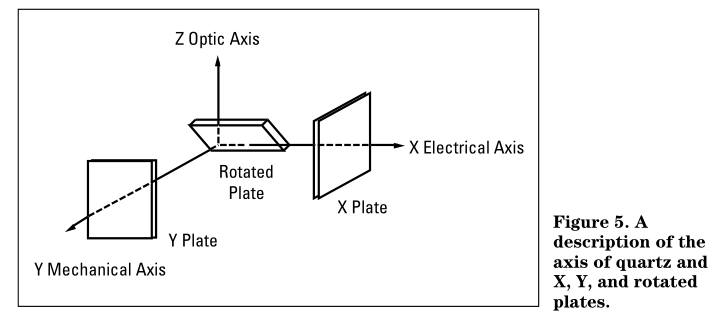 Z Optic Axis
X Electrical Axis
Rotated
Plate
X Plate
Y Plate
Y Mechanical Axis
Figure 5. A
description of the
axis of quartz and
X, Y, and rotated
plates.